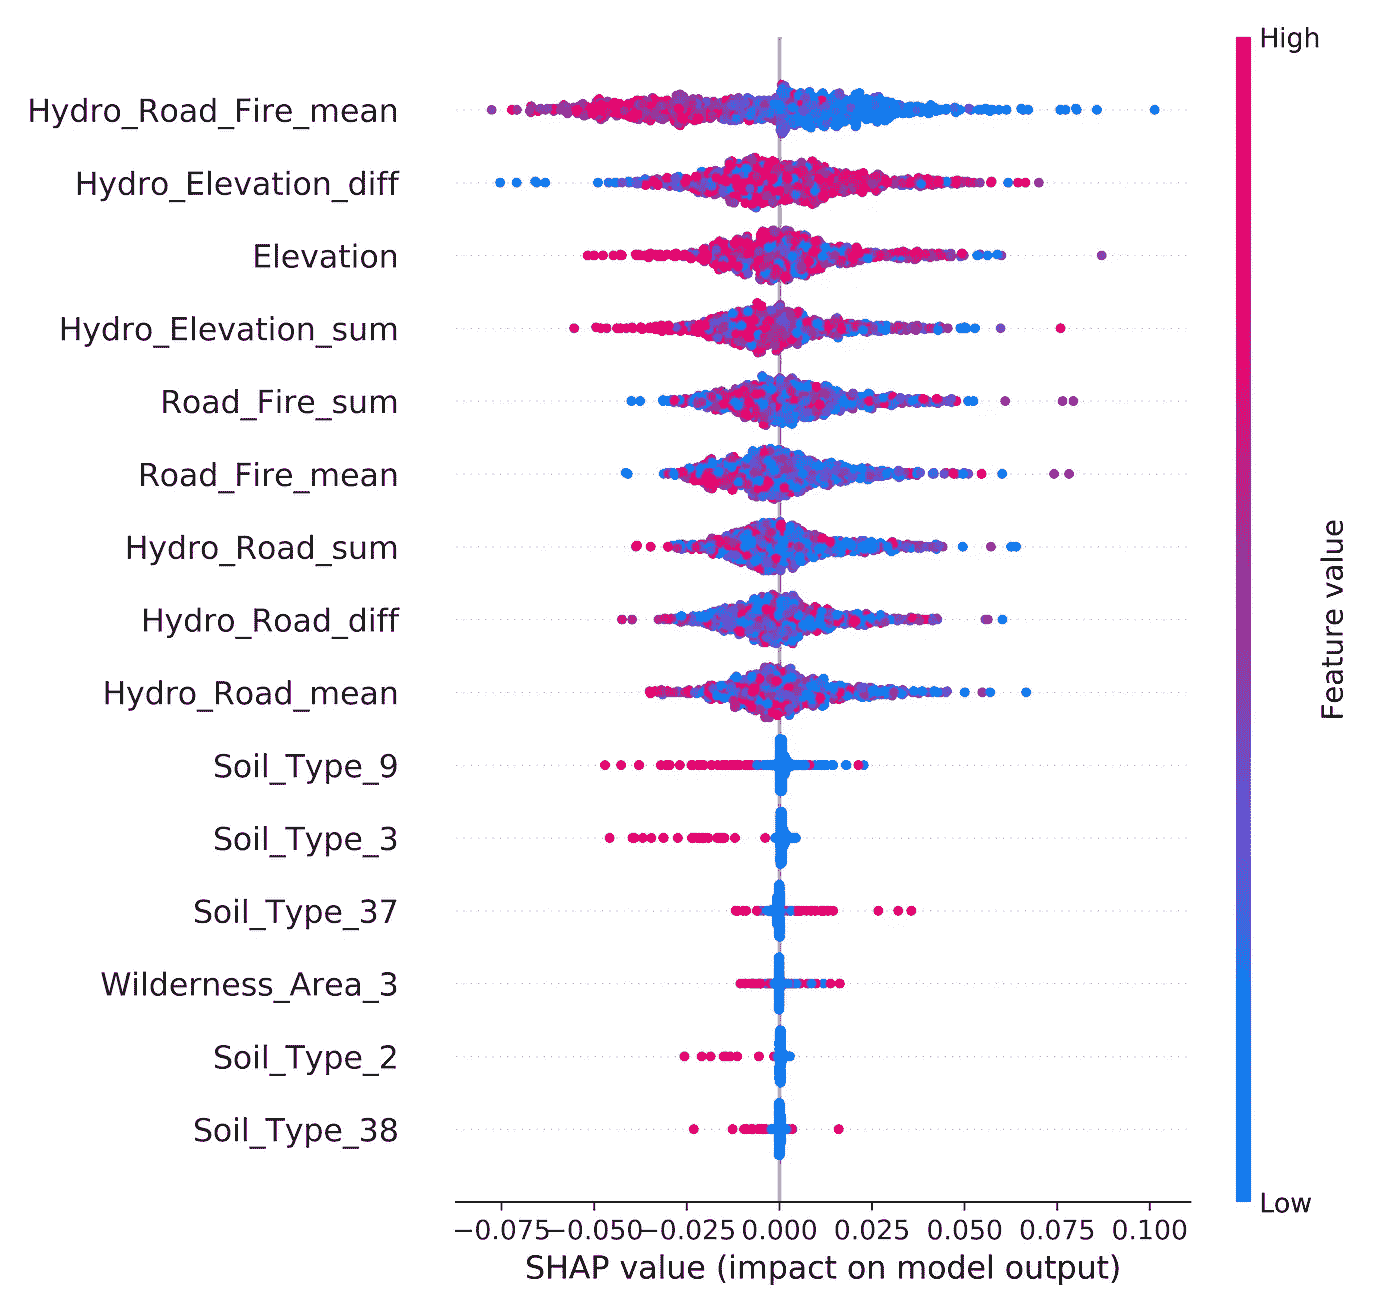 High
Hydro_Road_Fire_mean
Hydro_Elevation_diff
Elevation
Hydro_Elevation_sum
Road_Fire_sum
Road_Fire_mean
Hydro_Road_sum
Hydro_Road_diff
Hydro_Road_mean
Soil_Type_9
Soil_Type_3
Soil_Type_37
Wilderness_Area_3
Soil_Type_2
Soil_Type_38
Feature value
Low
−0.075 −0.050 −0.025 0.000 0.025 0.050 0.075 0.100
SHAP value (impact on model output)